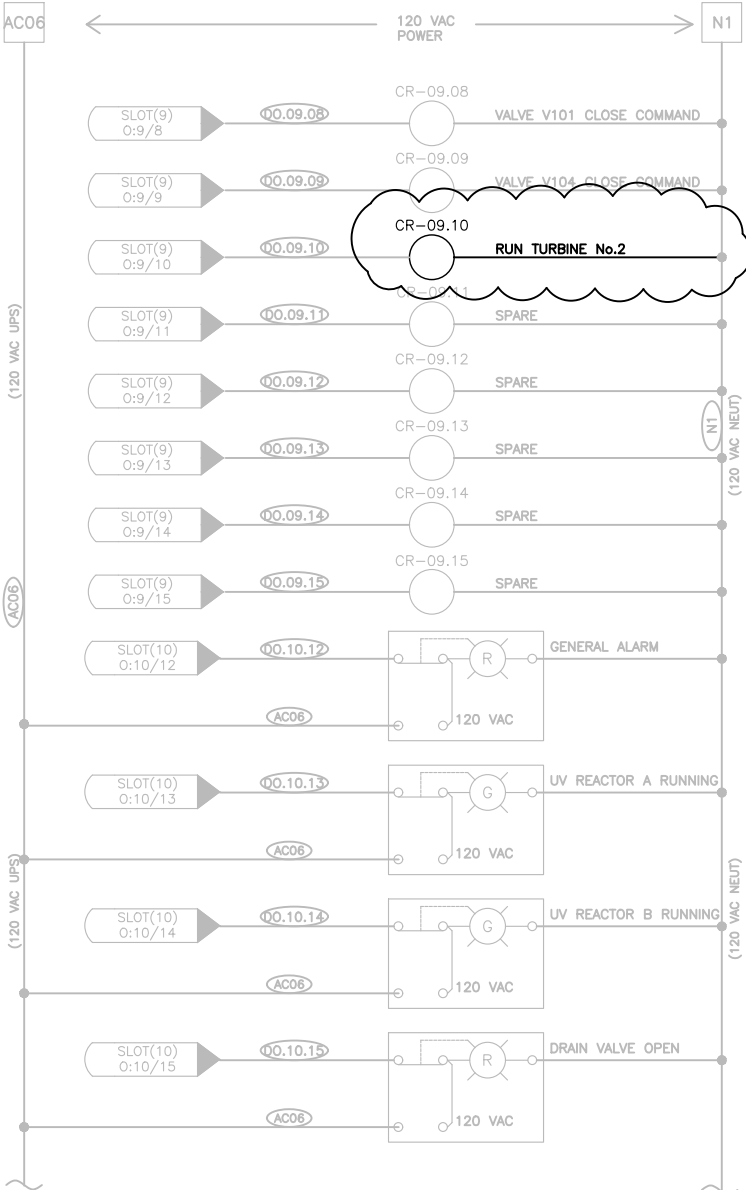 AC06
120 VAC
POWER
N1
CR-09.08
SLOT(9)
O:9/8
DO.09.08
VALVE V101 CLOSE COMMAND
CR-09.09
SLOT(9)
O:9/9
DO.09.09
VALVE V104 CLOSE COMMAND
CR-09.10
SLOT(9)
O:9/10
DO.09.10
RUN TURBINE No.2
CR-09.11
SLOT(9)
O:9/11
DO.09.11
SPARE
(120 VAC UPS)
CR-09.12
SLOT(9)
O:9/12
DO.09.12
SPARE
N1
(120 VAC NEUT)
CR-09.13
SLOT(9)
O:9/13
DO.09.13
SPARE
CR-09.14
SLOT(9)
O:9/14
DO.09.14
SPARE
CR-09.15
SLOT(9)
O:9/15
DO.09.15
SPARE
AC06
SLOT(10)
O:10/12
DO.10.12
R
GENERAL ALARM
AC06
120 VAC
SLOT(10)
O:10/13
DO.10.13
G
UV REACTOR A RUNNING
AC06
120 VAC
(120 VAC UPS)
(120 VAC NEUT)
SLOT(10)
O:10/14
DO.10.14
G
UV REACTOR B RUNNING
AC06
120 VAC
SLOT(10)
O:10/15
DO.10.15
R
DRAIN VALVE OPEN
AC06
120 VAC